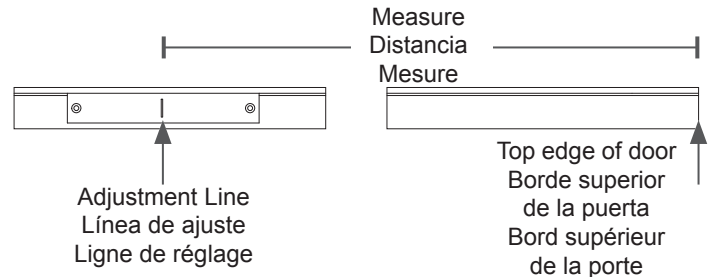 Measure
Distancia
Mesure
Adjustment Line
Línea de ajuste
Ligne de réglage
Top edge of door
Borde superior
de la puerta
Bord supérieur
de la porte